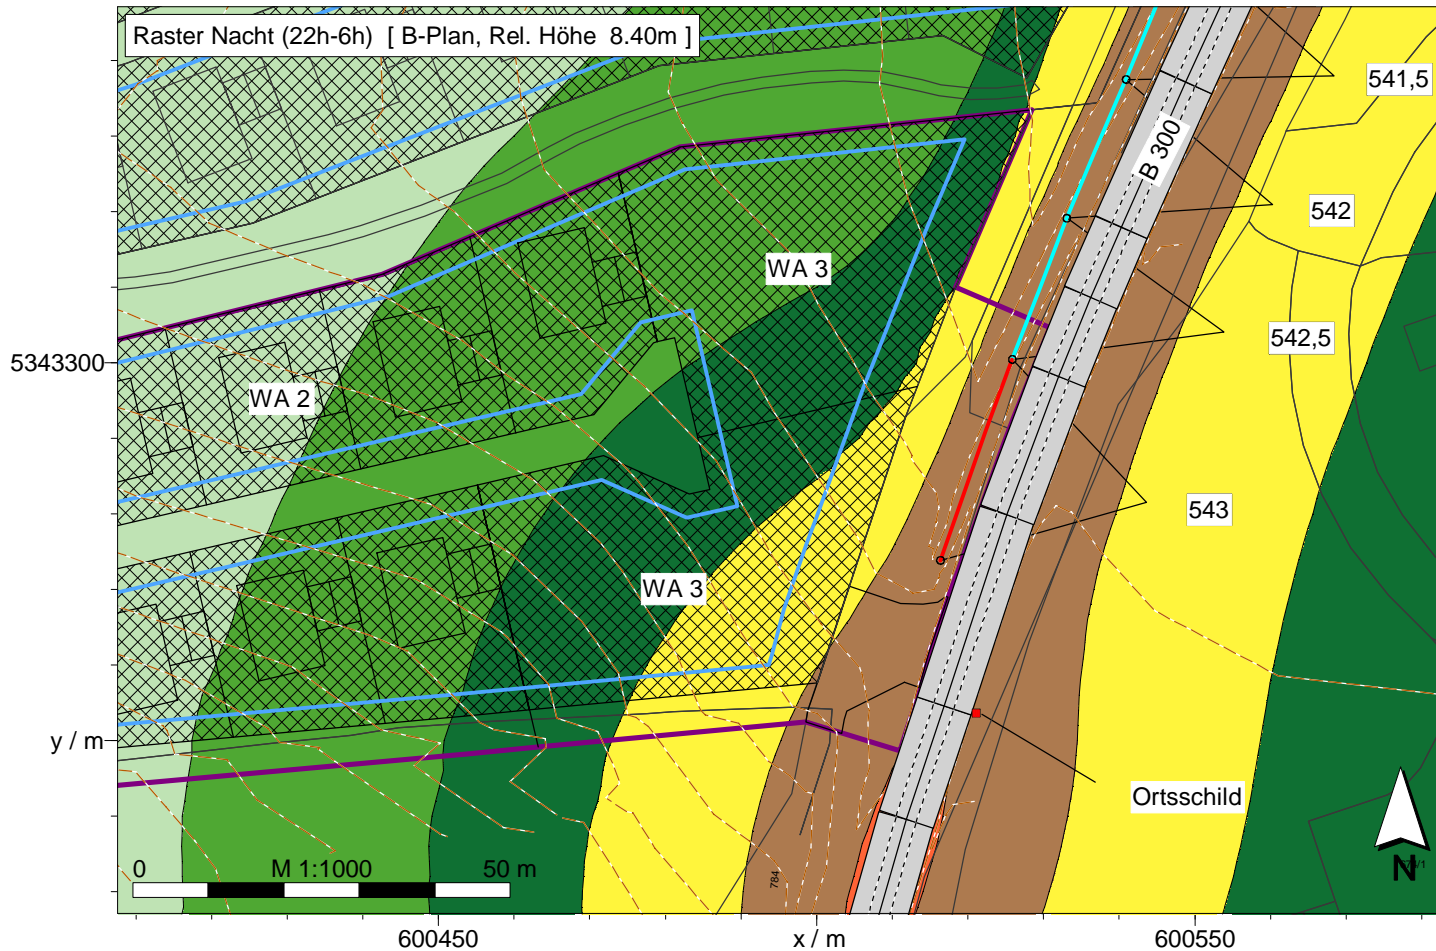 Raster Nacht (22h-6h) [ B-Plan, Rel. Höhe 8.40m ]
541,5
B 300
542
WA 3
542,5
5343300
WA 2
543
WA 3
y / m
Ortsschild
0 M 1:1000 50 m
784
N
600450 x / m 600550